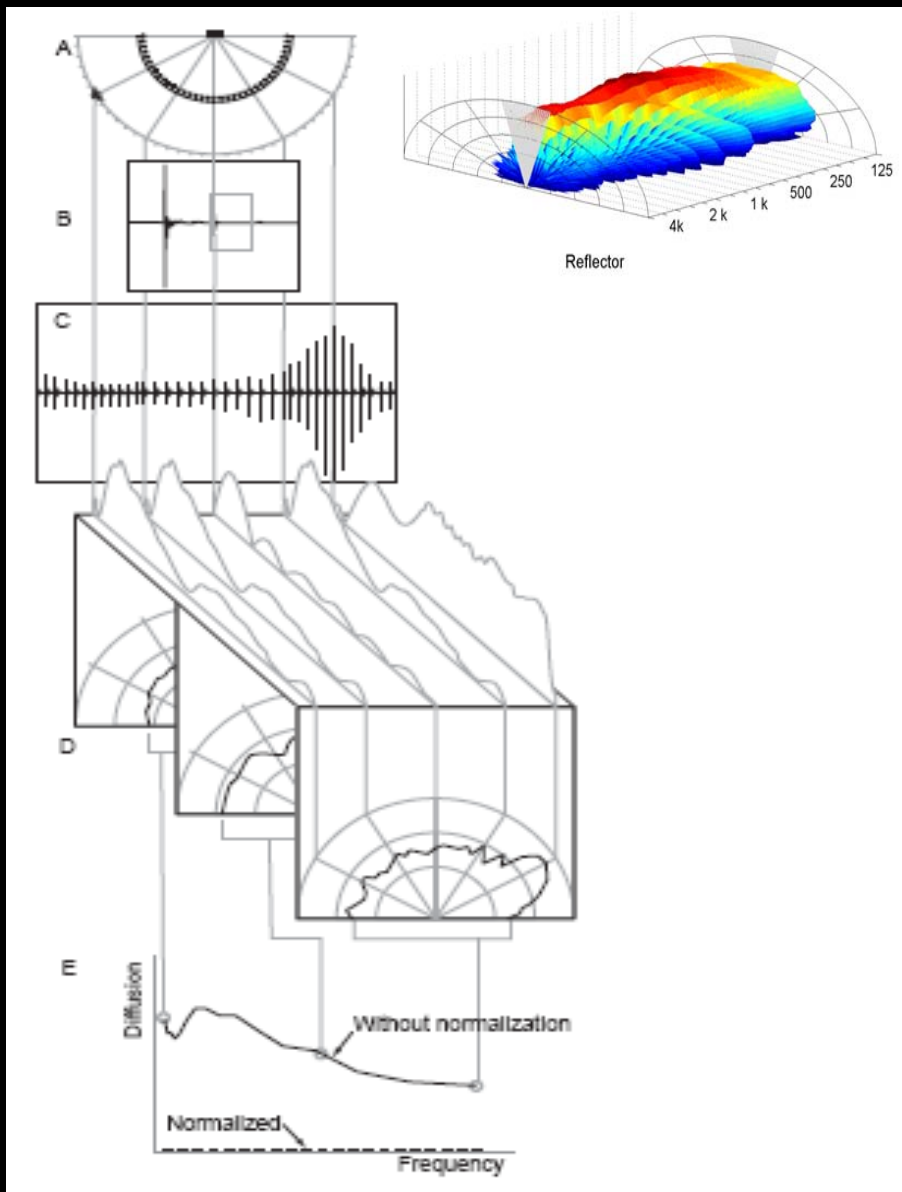 A
B
C
4k
2 k
1 k
500
250
125
Reflector
D
E
Diffusion
Without normalization
Normalized
Frequency